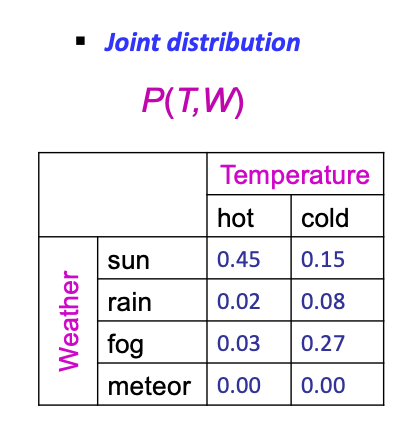 ▪ Joint distribution
P(T,W)
Temperature
hot cold
Weather
sun 0.45 0.15
rain 0.02 0.08
fog 0.03 0.27
meteor 0.00 0.00